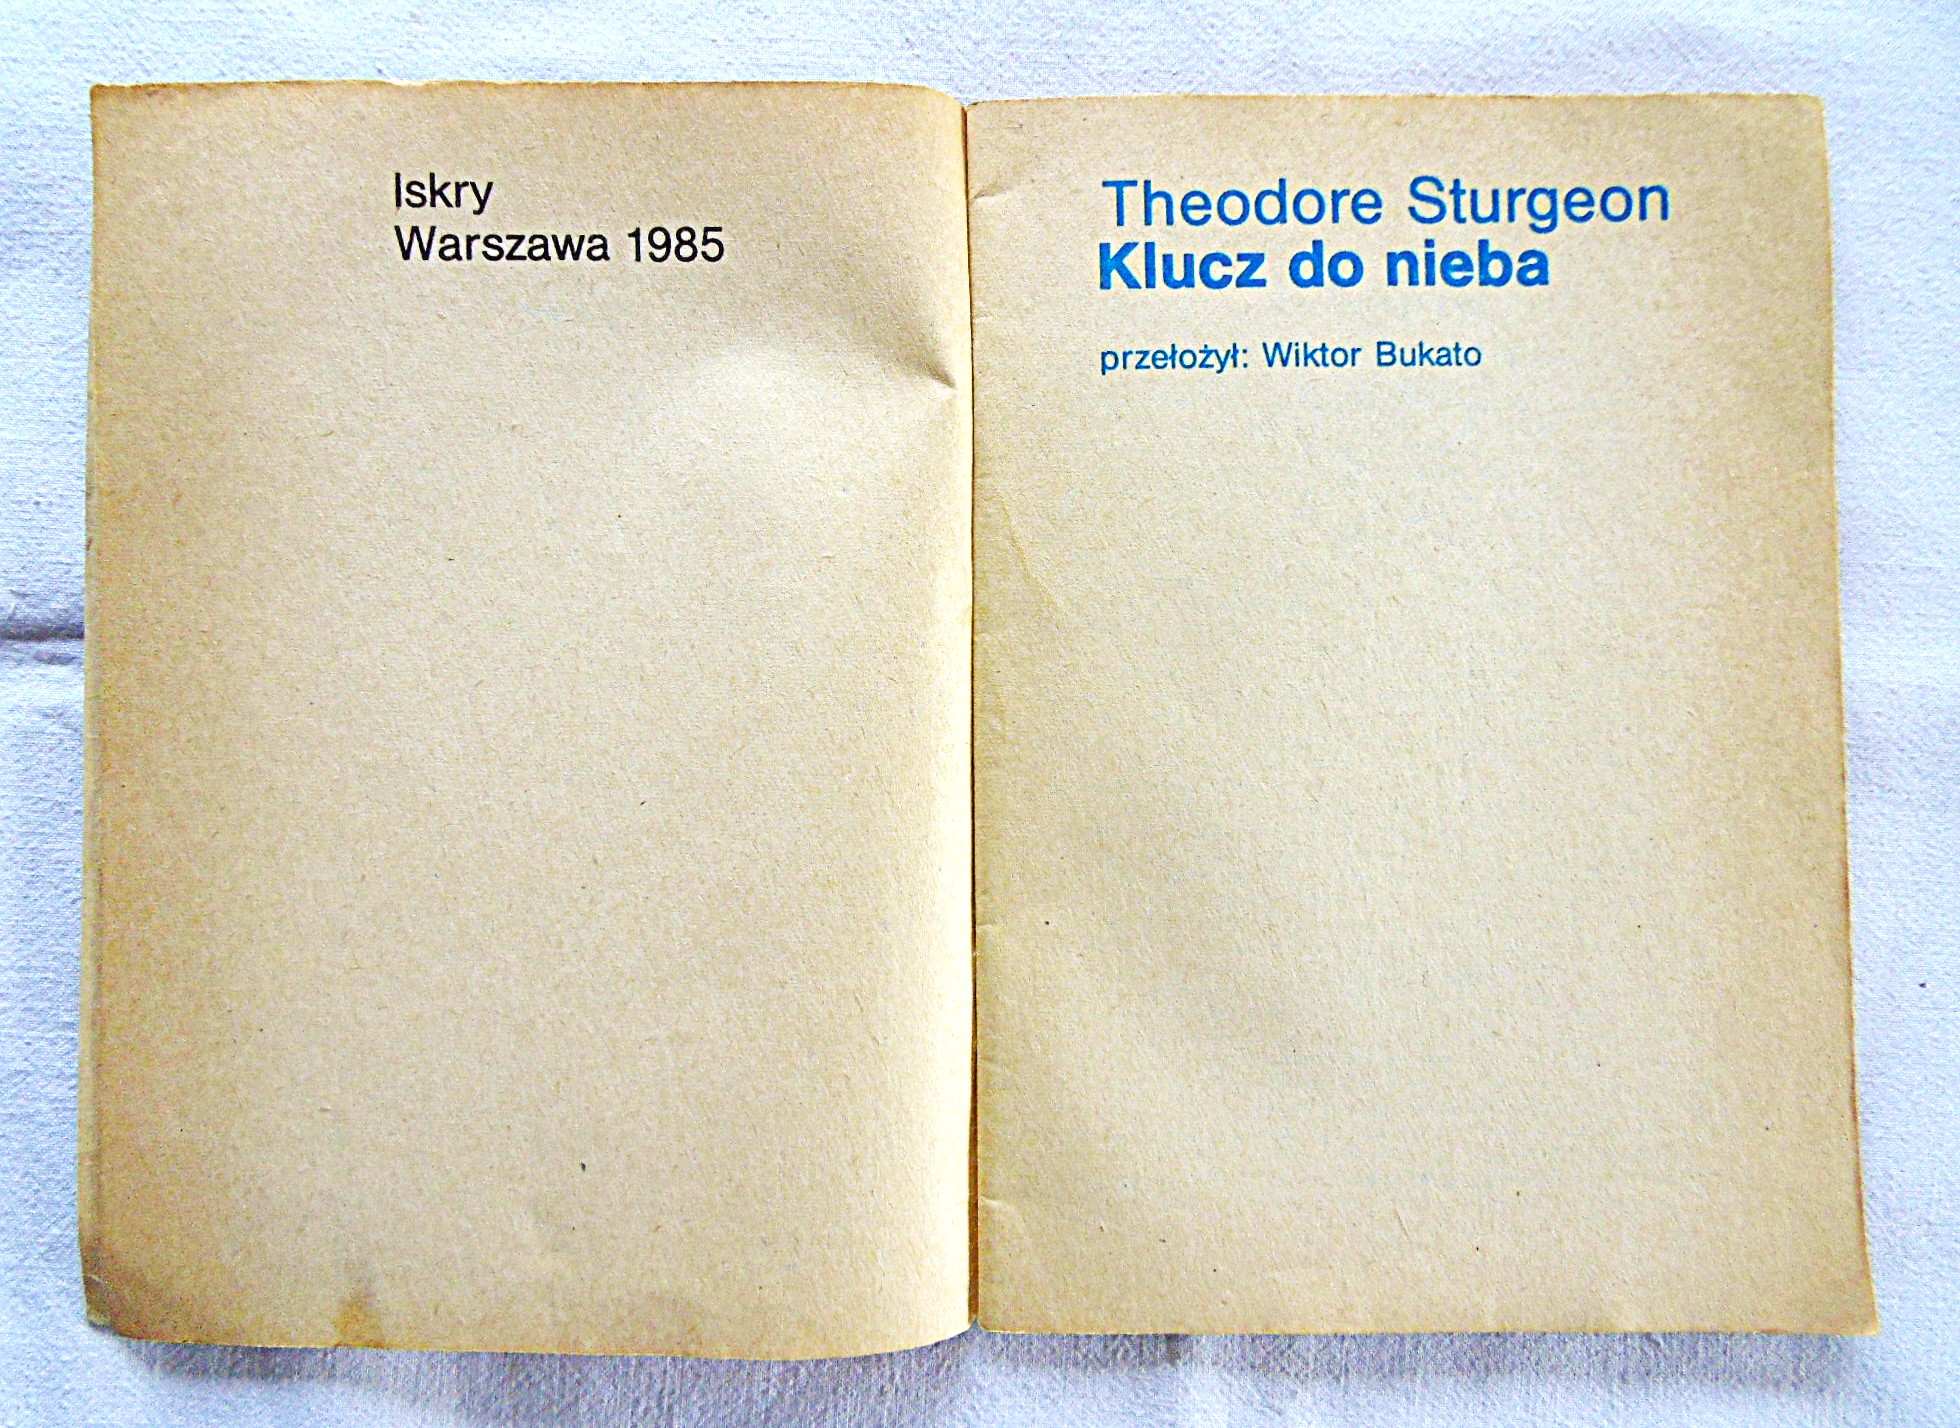 Iskry
Warszawa 1985
Theodore Sturgeon
Klucz do nieba
przełożył: Wiktor Bukato